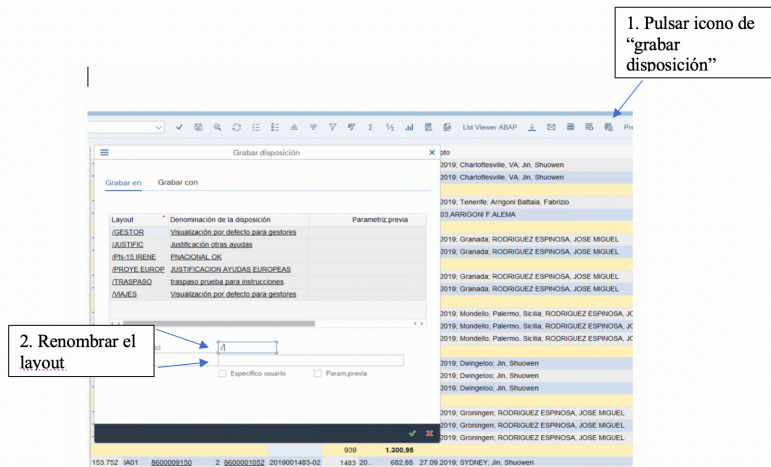 1. Pulsar icono de
“grabar
disposición”
List Viewer ABAP
Grabar disposición
Grabar en Grabar con
Layout Denominación de la disposición Parametriz.previa
/GESTOR Visualización por defecto para gestores
/JUSTIFIC Justificación otras ayudas
/PN-15 IRENE PNACIONAL OK
/PROYE EUROP JUSTIFICACION AYUDAS EUROPEAS
/TRASPASO traspaso prueba para instrucciones
/VIAJES Visualización por defecto para gestores
2. Renombrar el
layout
/
Específico usuario Param.previa
2019; Charlottesville, VA; Jin, Shuowen
2019; Charlottesville, VA; Jin, Shuowen
2019; Tenerife; Arrigoni Battaia, Fabrizio
03,ARRIGONI F.ALEMA
2019; Granada; RODRIGUEZ ESPINOSA, JOSE MIGUEL
2019; Granada; RODRIGUEZ ESPINOSA, JOSE MIGUEL
2019; Granada; RODRIGUEZ ESPINOSA, JOSE MIGUEL
2019; Granada; RODRIGUEZ ESPINOSA, JOSE MIGUEL
2019; Mondello, Palermo, Sicilia; RODRIGUEZ ESPINOSA, JO
2019; Mondello, Palermo, Sicilia; RODRIGUEZ ESPINOSA, JO
2019; Mondello, Palermo, Sicilia; RODRIGUEZ ESPINOSA, JO
2019; Dwingeloo; Jin, Shuowen
2019; Dwingeloo; Jin, Shuowen
2019; Dwingeloo; Jin, Shuowen
2019; Groningen; RODRIGUEZ ESPINOSA, JOSE MIGUEL
2019; Groningen; RODRIGUEZ ESPINOSA, JOSE MIGUEL
2019; Groningen; RODRIGUEZ ESPINOSA, JOSE MIGUEL
939 1.300,95
153.752 IA01 8600009150 2 8600001052 2019001483-02 1483 20... 682,68 27.09.2019; SYDNEY; Jin, Shuowen